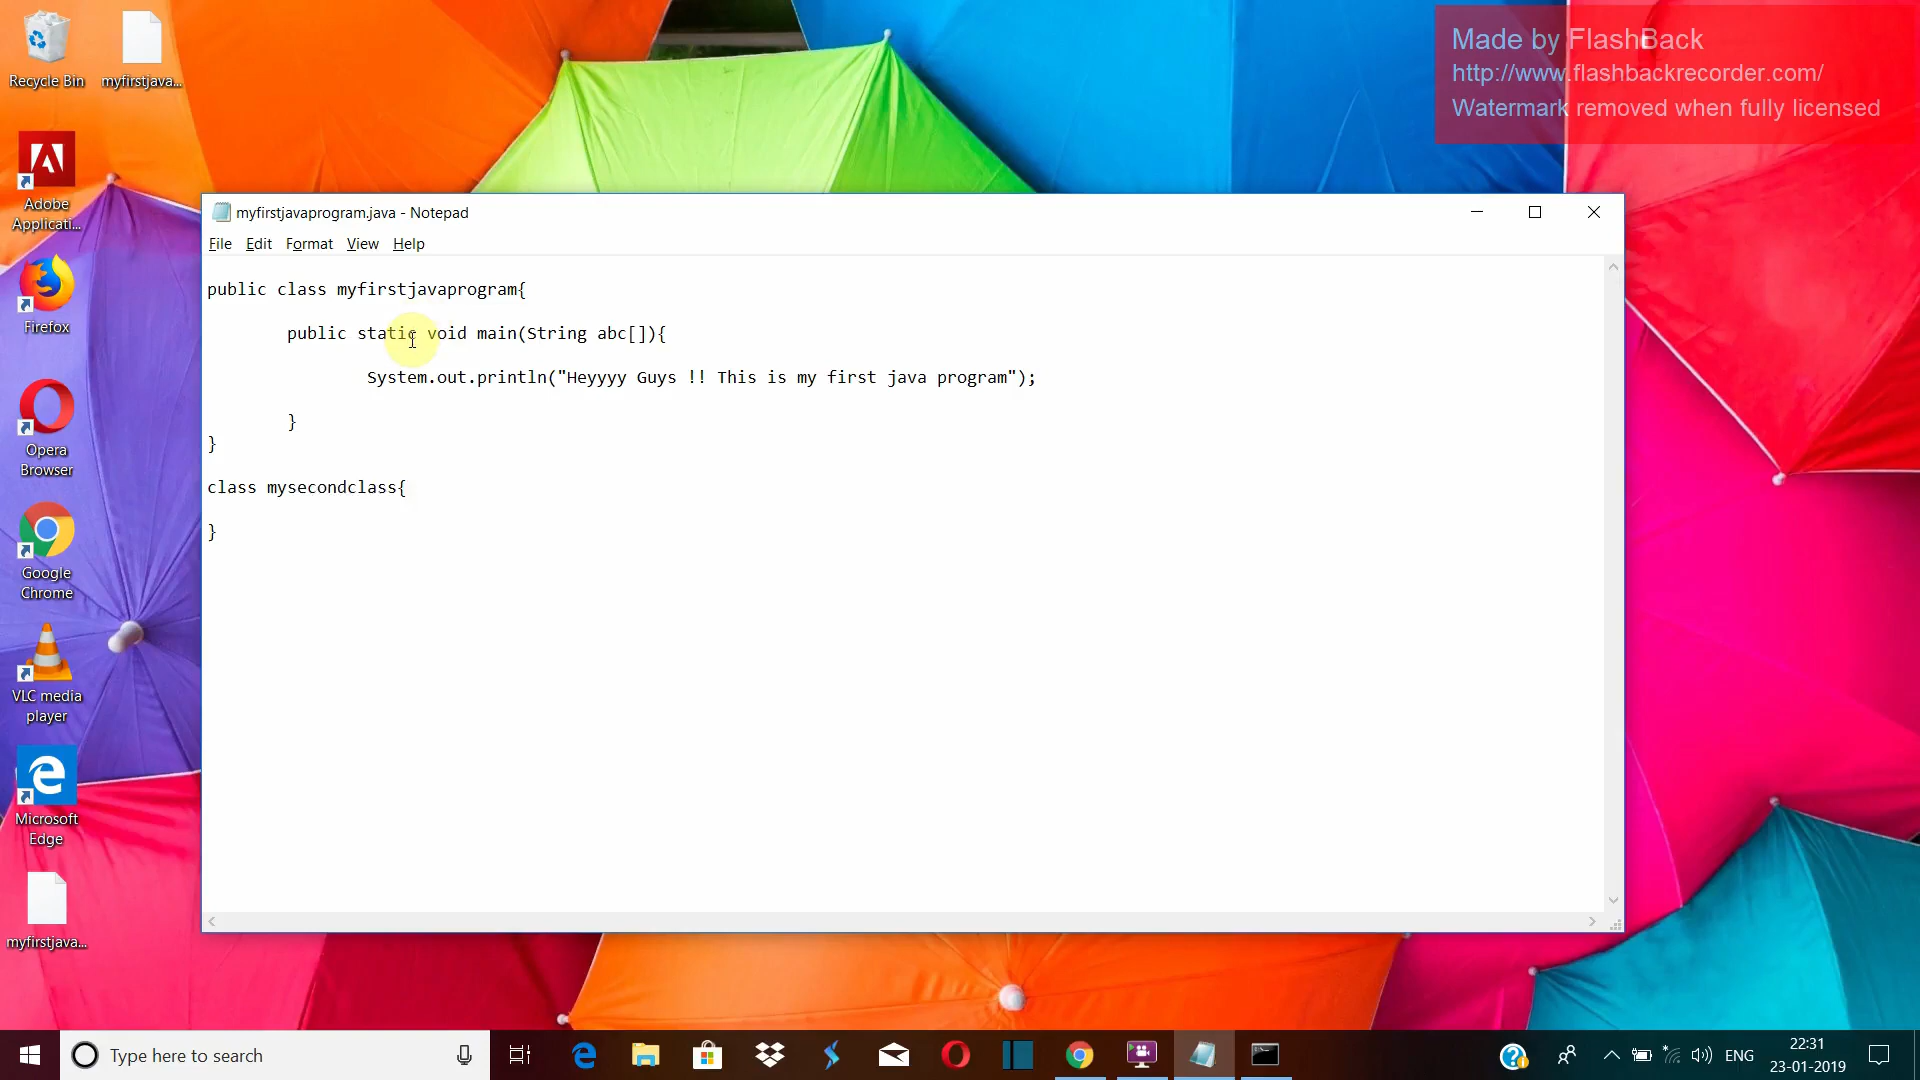 Recycle Bin
myfirstjava...
Made by FlashBack
http://www.flashbackrecorder.com/
Watermark removed when fully licensed
Adobe
Applicati...
Firefox
Opera
Browser
Google
Chrome
VLC media
player
Microsoft
Edge
myfirstjava...
myfirstjavaprogram.java - Notepad
File Edit Format View Help
public class myfirstjavaprogram{
public static void main(String abc[]){
System.out.println("Heyyyy Guys !! This is my first java program");
}
}
class mysecondclass{
}
Type here to search
ENG
22:31
23-01-2019